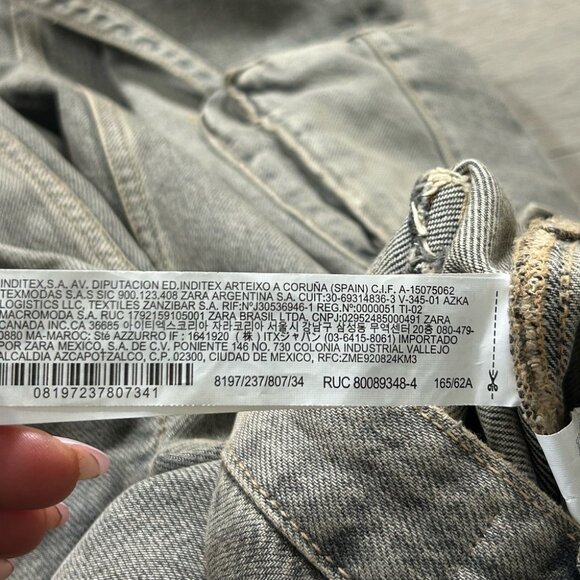 INDITEX,S.A. AV. DIPUTACION ED.INDITEX ARTEIXO A CORUÑA (SPAIN) C.I.F. A-15075062
TEXMODAS S.A.S SIC 900.123.408 ZARA ARGENTINA S.A. CUIT:30-69314836-3 V-345-01 AZKA
LOGISTICS LLC, TEXTILES ZANZIBAR S.A. RIF:NºJ30536946-1 REG.Nº0000051 TI-02
MACROMODA S.A. RUC 1792159105001 ZARA BRASIL LTDA. CNPJ:02952485000491 ZARA
CANADA INC.CA 36685 아이티엑스코리아 자라코리아 서울시 강남구 삼성동 무역센터 20층 080-479-
0880 MA-MAROC: Sté AUZARRO IF : 1641920 (株) ITXジャパン (03-6415-8061) IMPORTADO
POR ZARA MEXICO, S.A. DE C.V. PONIENTE 146 NO. 730 COLONIA INDUSTRIAL VALLEJO
ALCALDIA AZCAPOTZALCO, C.P. 02300, CIUDAD DE MEXICO, RFC:ZME920824KM3
8197/237/807/34 RUC 80089348-4 165/62A
08197237807341